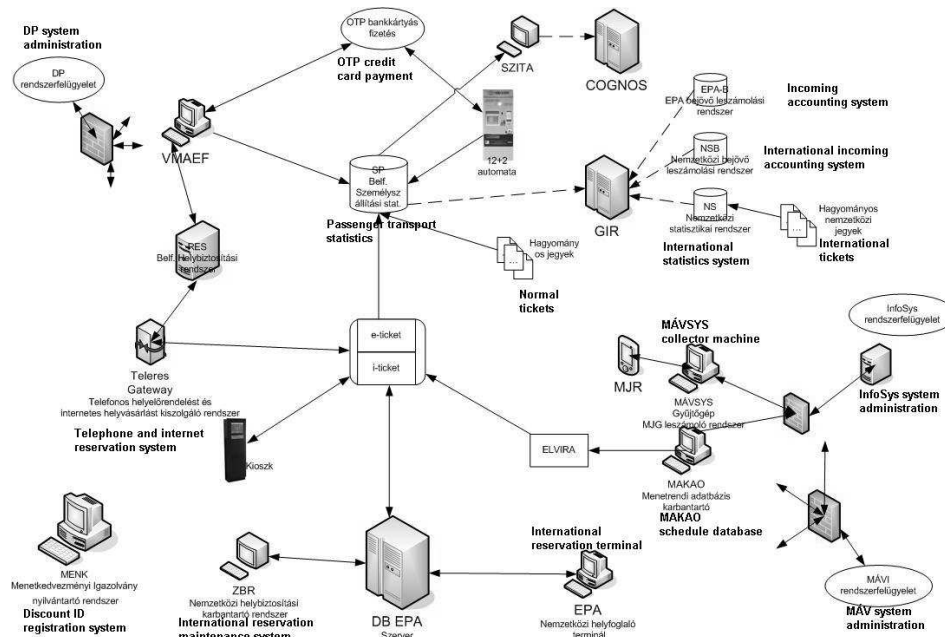 DP system
administration
DP
rendszerfelügyelet
VMAEF
OTP bankkártyás
fizetés
OTP credit
card payment
SZITA
COGNOS
12+2
automata
EPA-B
EPA bejövő leszámolási
rendszer
Incoming
accounting system
NSB
Nemzetközi bejövő
leszámolási rendszer
International incoming
accounting system
GIR
NS
Nemzetközi
statisztikai rendszer
International
statistics system
Hagyományos
nemzetközi
jegyek
International
tickets
SP
Belf.
Személysz
állítási stat.
Passenger transport
statistics
Hagyomány
os jegyek
Normal
tickets
RES
Belf. Helybiztosítási
rendszer
Teleres
Gateway
Telefonos helyelőrendelést és
internetes helyvásárlást kiszolgáló rendszer
Telephone and internet
reservation system
e-ticket
i-ticket
Kioszk
ELVIRA
MÁVSYS
collector machine
MJR
MÁVSYS
Gyűjtőgép
MJG leszámoló rendszer
InfoSys
rendszerfelügyelet
InfoSys system
administration
MAKAO
Menetrendi adatbázis
karbantartó
MAKAO
schedule database
MÁVI
rendszerfelügyelet
MÁV system
administration
MENK
Menetkedvezményi Igazolvány
nyilvántartó rendszer
Discount ID
registration system
ZBR
Nemzetközi helybiztosítási
karbantartó rendszer
International reservation
maintenance system
DB EPA
Szerver
International
reservation terminal
EPA
Nemzetközi helyfoglaló
terminál